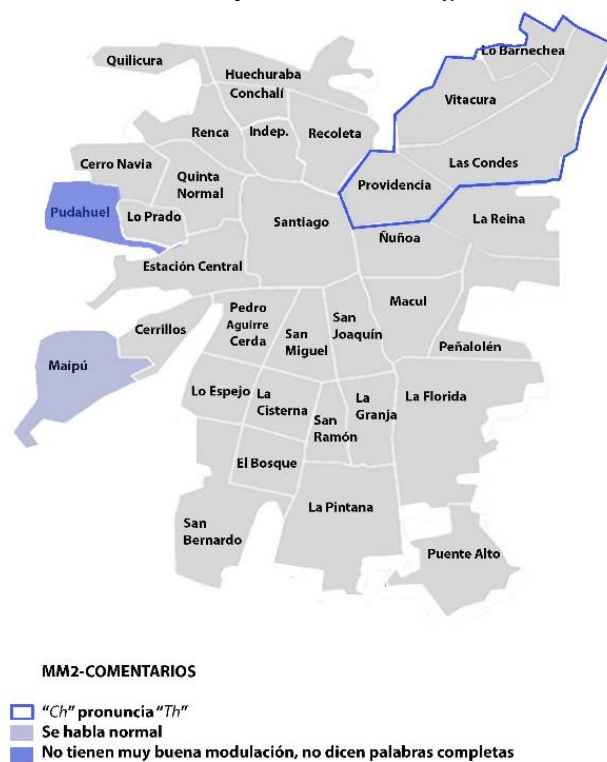 Lo Barnechea
Quilicura
Huechuraba
Conchalí
Vitacura
Renca
Indep.
Recoleta
Cerro Navia
Las Condes
Quinta
Normal
Providencia
Pudahuel
Lo Prado
Santiago
La Reina
Ñuñoa
Estación Central
Macul
Pedro
Aguirre
Cerda
San
Miguel
San
Joaquín
Cerrillos
Peñalolén
Maipú
Lo Espejo
La
Cisterna
San
Ramón
La
Granja
La Florida
El Bosque
La Pintana
San
Bernardo
Puente Alto
MM2-COMENTARIOS
"Ch" pronuncia "Th"
Se habla normal
No tienen muy buena modulación, no dicen palabras completas